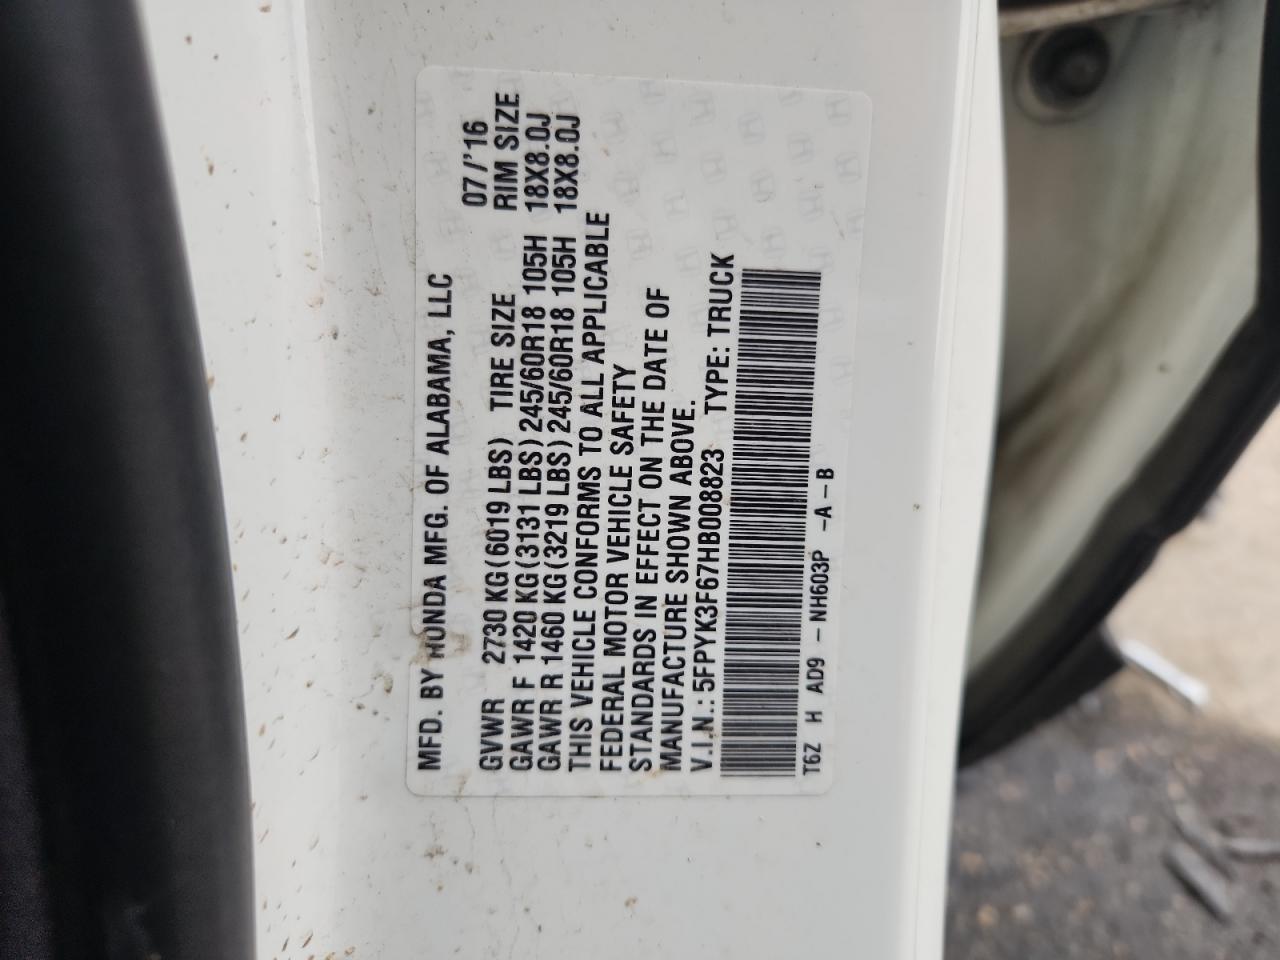 MFD. BY HONDA MFG. OF ALABAMA, LLC 07/'16
GVWR 2730 KG(6019 LBS) TIRE SIZE RIM SIZE
GAWR F 1420 KG(3131 LBS) 245/60R18 105H 18X8.0J
GAWR R 1460 KG(3219 LBS) 245/60R18 105H 18X8.0J
THIS VEHICLE CONFORMS TO ALL APPLICABLE
FEDERAL MOTOR VEHICLE SAFETY
STANDARDS IN EFFECT ON THE DATE OF
MANUFACTURE SHOWN ABOVE.
V.I.N.: 5FPYK3F67HB008823 TYPE: TRUCK
T6Z H AD9 - NH603P -A-B